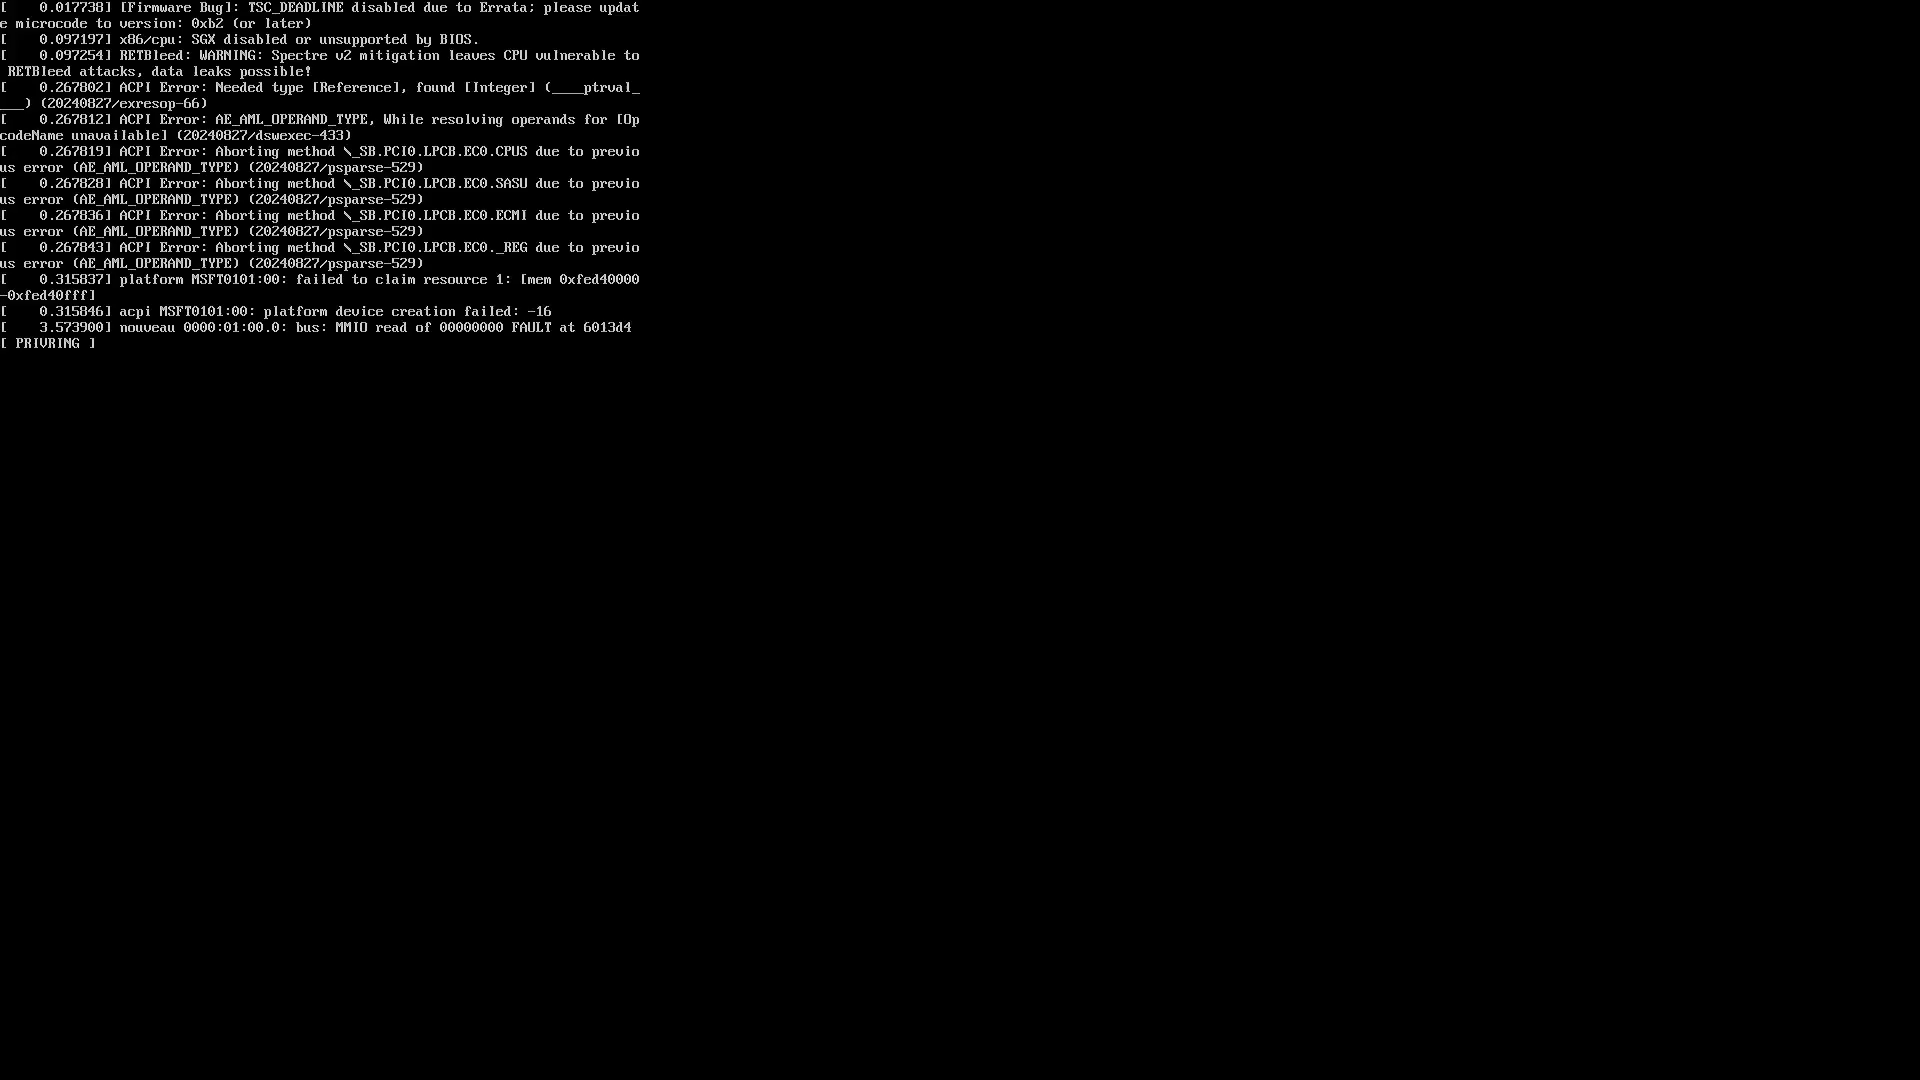 [    0.017738] [Firmware Bug]: TSC_DEADLINE disabled due to Errata; please updat
e microcode to version: 0xb2 (or later)
[    0.097197] x86/cpu: SGX disabled or unsupported by BIOS.
[    0.097254] RETBleed: WARNING: Spectre v2 mitigation leaves CPU vulnerable to
 RETBleed attacks, data leaks possible!
[    0.267802] ACPI Error: Needed type [Reference], found [Integer] (____ptrval_
___) (20240827/exresop-66)
[    0.267812] ACPI Error: AE_AML_OPERAND_TYPE, While resolving operands for [Op
codeName unavailable] (20240827/dswexec-433)
[    0.267819] ACPI Error: Aborting method \_SB.PCI0.LPCB.EC0.CPUS due to previo
us error (AE_AML_OPERAND_TYPE) (20240827/psparse-529)
[    0.267828] ACPI Error: Aborting method \_SB.PCI0.LPCB.EC0.SASU due to previo
us error (AE_AML_OPERAND_TYPE) (20240827/psparse-529)
[    0.267836] ACPI Error: Aborting method \_SB.PCI0.LPCB.EC0.ECMI due to previo
us error (AE_AML_OPERAND_TYPE) (20240827/psparse-529)
[    0.267843] ACPI Error: Aborting method \_SB.PCI0.LPCB.EC0._REG due to previo
us error (AE_AML_OPERAND_TYPE) (20240827/psparse-529)
[    0.315837] platform MSFT0101:00: failed to claim resource 1: [mem 0xfed40000
-0xfed40fff]
[    0.315846] acpi MSFT0101:00: platform device creation failed: -16
[    3.573900] nouveau 0000:01:00.0: bus: MMIO read of 00000000 FAULT at 6013d4
[ PRIVRING ]